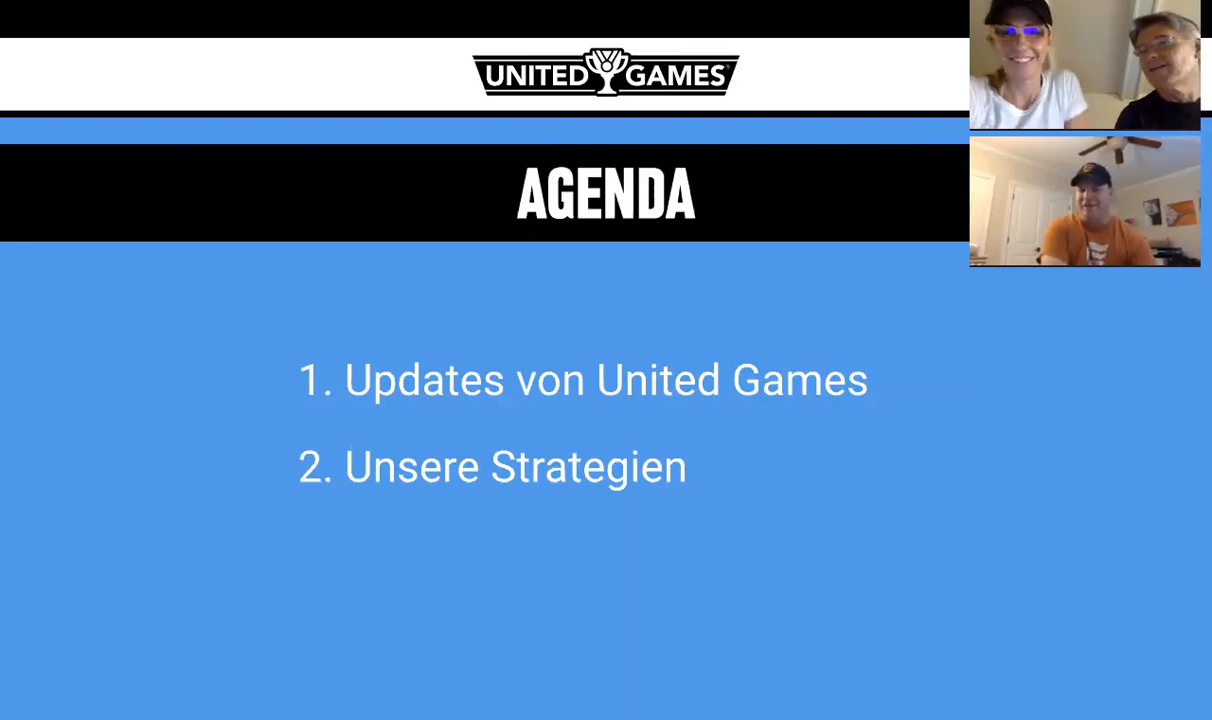 UNITED GAMES
AGENDA
1. Updates von United Games
2. Unsere Strategien